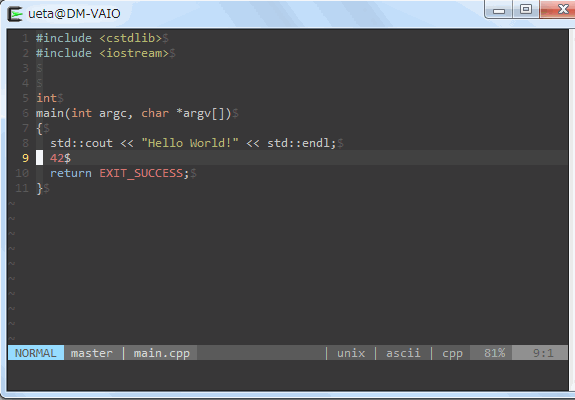 ueta@DM-VAIO
1 #include <cstdlib>$
2 #include <iostream>$
3 $
4 $
5 int$
6 main(int argc, char *argv[])$
7 {$
8   std::cout << "Hello World!" << std::endl;$
9   42$
10   return EXIT_SUCCESS;$
11 }$
~
~
~
~
~
~
~
~
NORMAL master | main.cpp | unix | ascii | cpp 81% 9:1